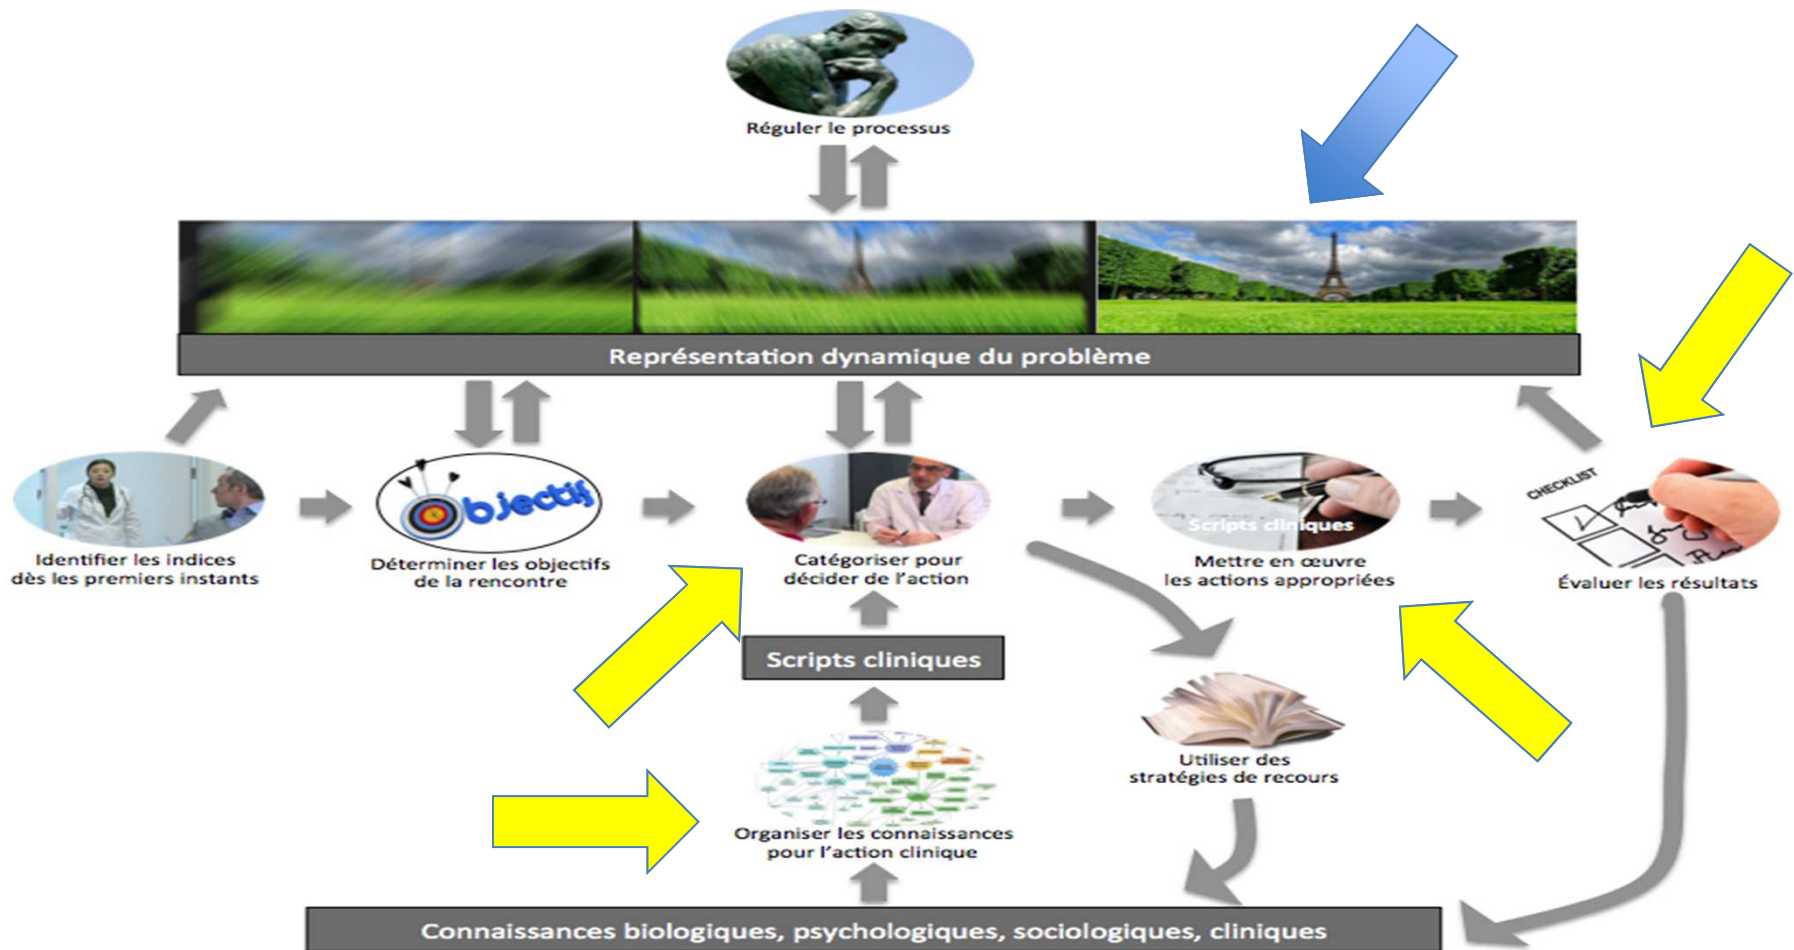 Réguler le processus
Représentation dynamique du problème
Objectifs
CHECKLIST
Scripts cliniques
Identifier les indices
dès les premiers instants
Déterminer les objectifs
de la rencontre
Catégoriser pour
décider de l'action
Mettre en œuvre
les actions appropriées
Évaluer les résultats
Scripts cliniques
Utiliser des
stratégies de recours
Organiser les connaissances
pour l'action clinique
Connaissances biologiques, psychologiques, sociologiques, cliniques